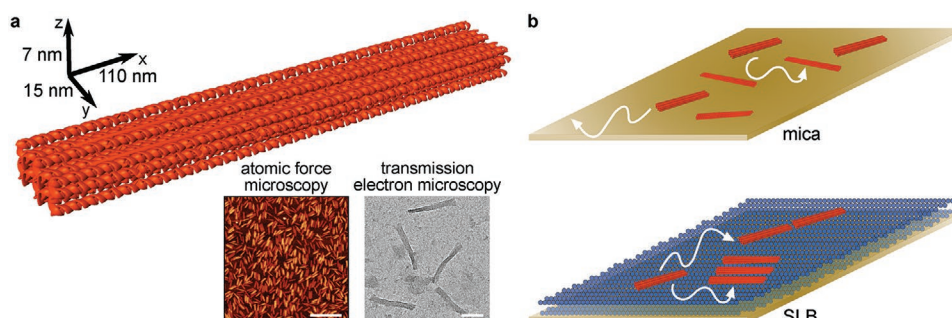 a
z
7 nm
x
110 nm
15 nm
y
atomic force
microscopy
transmission
electron microscopy
b
mica
SLB